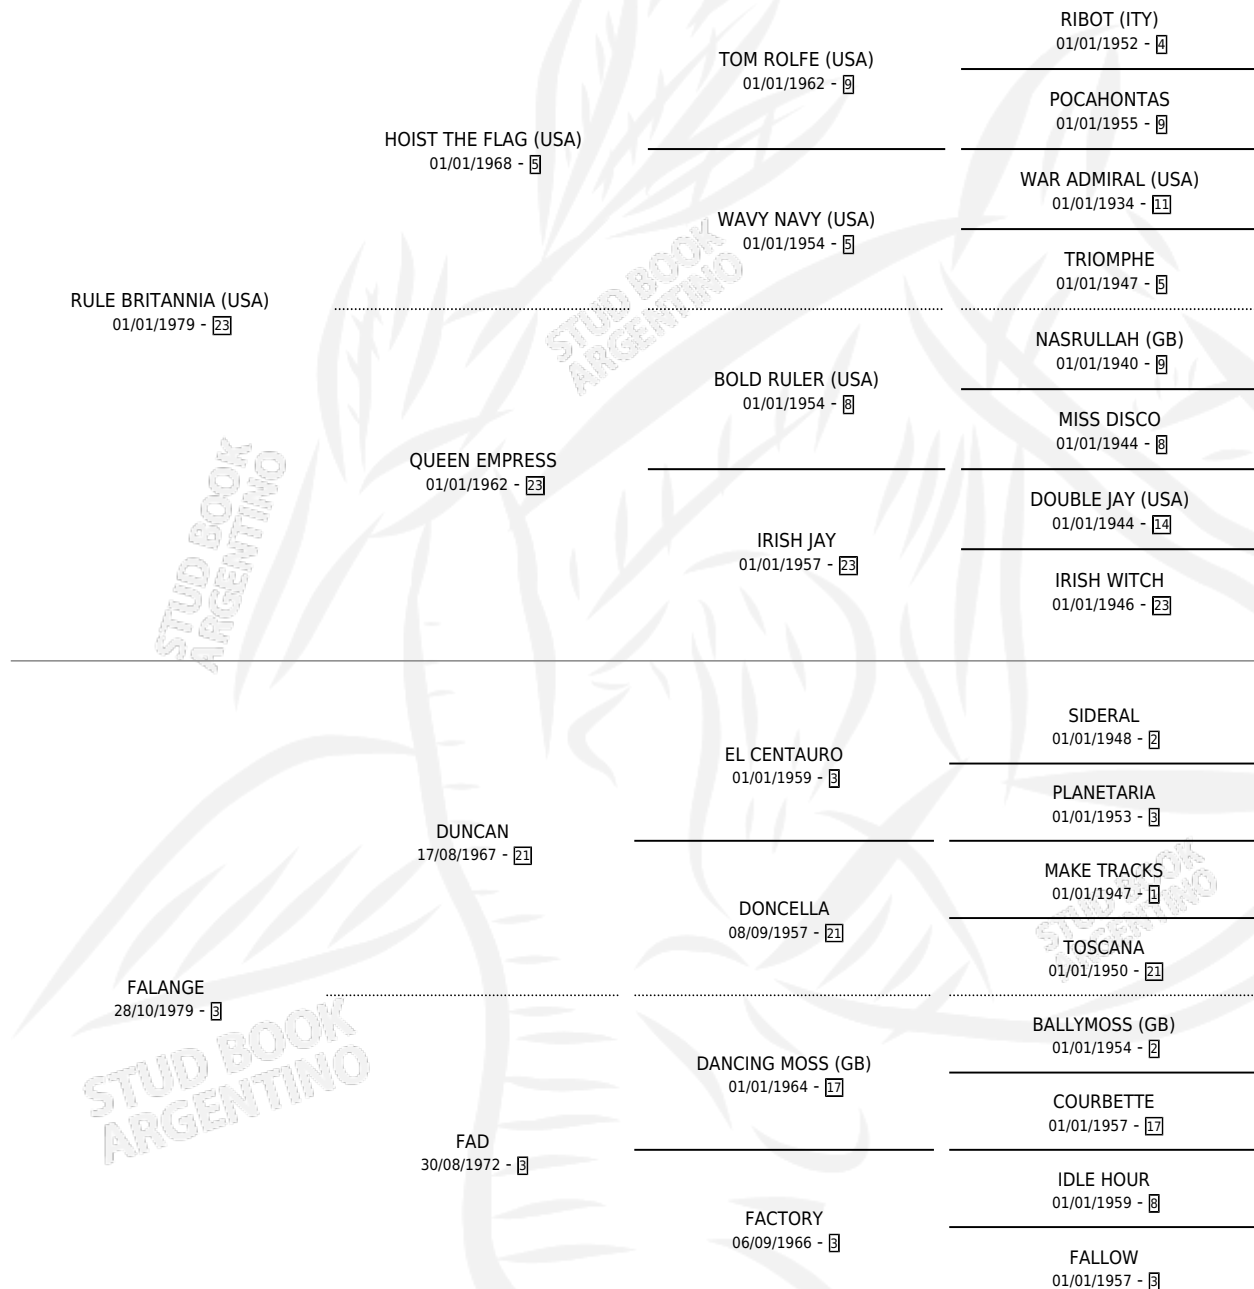 RIBOT (ITY)
01/01/1952 - 4
TOM ROLFE (USA)
01/01/1962 - 9
POCAHONTAS
01/01/1955 - 9
HOIST THE FLAG (USA)
01/01/1968 - 5
WAR ADMIRAL (USA)
01/01/1934 - 11
WAVY NAVY (USA)
01/01/1954 - 5
TRIOMPHE
01/01/1947 - 5
RULE BRITANNIA (USA)
01/01/1979 - 23
NASRULLAH (GB)
01/01/1940 - 9
BOLD RULER (USA)
01/01/1954 - 8
MISS DISCO
01/01/1944 - 8
QUEEN EMPRESS
01/01/1962 - 23
DOUBLE JAY (USA)
01/01/1944 - 14
IRISH JAY
01/01/1957 - 23
IRISH WITCH
01/01/1946 - 23
SIDERAL
01/01/1948 - 2
EL CENTAURO
01/01/1959 - 3
PLANETARIA
01/01/1953 - 3
DUNCAN
17/08/1967 - 21
MAKE TRACKS
01/01/1947 - 1
DONCELLA
08/09/1957 - 21
TOSCANA
01/01/1950 - 21
FALANGE
28/10/1979 - 3
BALLYMOSS (GB)
01/01/1954 - 2
DANCING MOSS (GB)
01/01/1964 - 17
COURBETTE
01/01/1957 - 17
FAD
30/08/1972 - 3
IDLE HOUR
01/01/1959 - 8
FACTORY
06/09/1966 - 3
FALLOW
01/01/1957 - 3
STUD BOOK
ARGENTINO
STUD BOOK
ARGENTINO
STUD BOOK
ARGENTINO
STUD BOOK
ARGENTINO